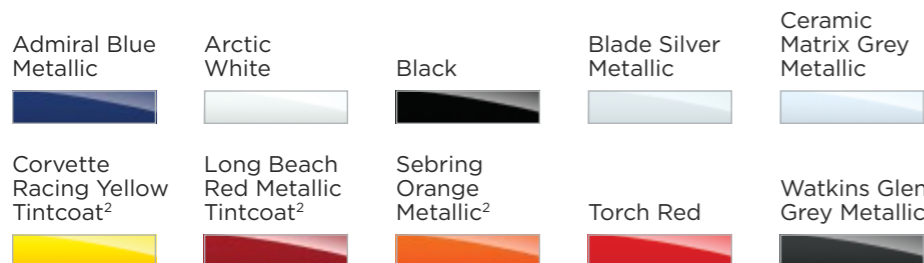 Admiral Blue
Metallic
Arctic
White
Black
Blade Silver
Metallic
Ceramic
Matrix Grey
Metallic
Corvette
Racing Yellow
Tintcoat²
Long Beach
Red Metallic
Tintcoat²
Sebring
Orange
Metallic²
Torch Red
Watkins Glen
Grey Metallic